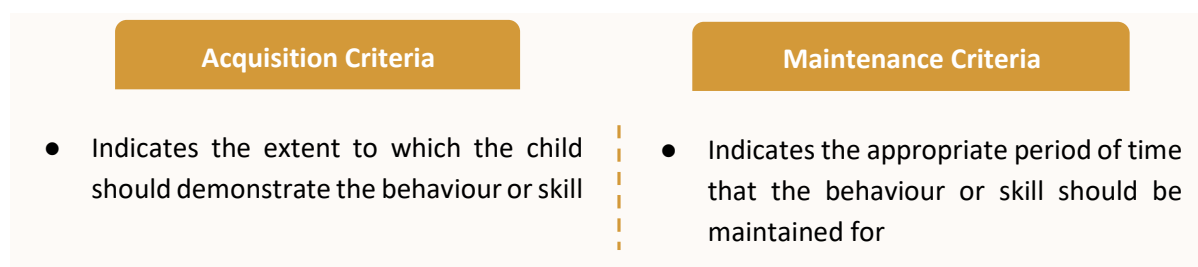 Acquisition Criteria
● Indicates the extent to which the child
should demonstrate the behaviour or skill
Maintenance Criteria
● Indicates the appropriate period of time
that the behaviour or skill should be
maintained for